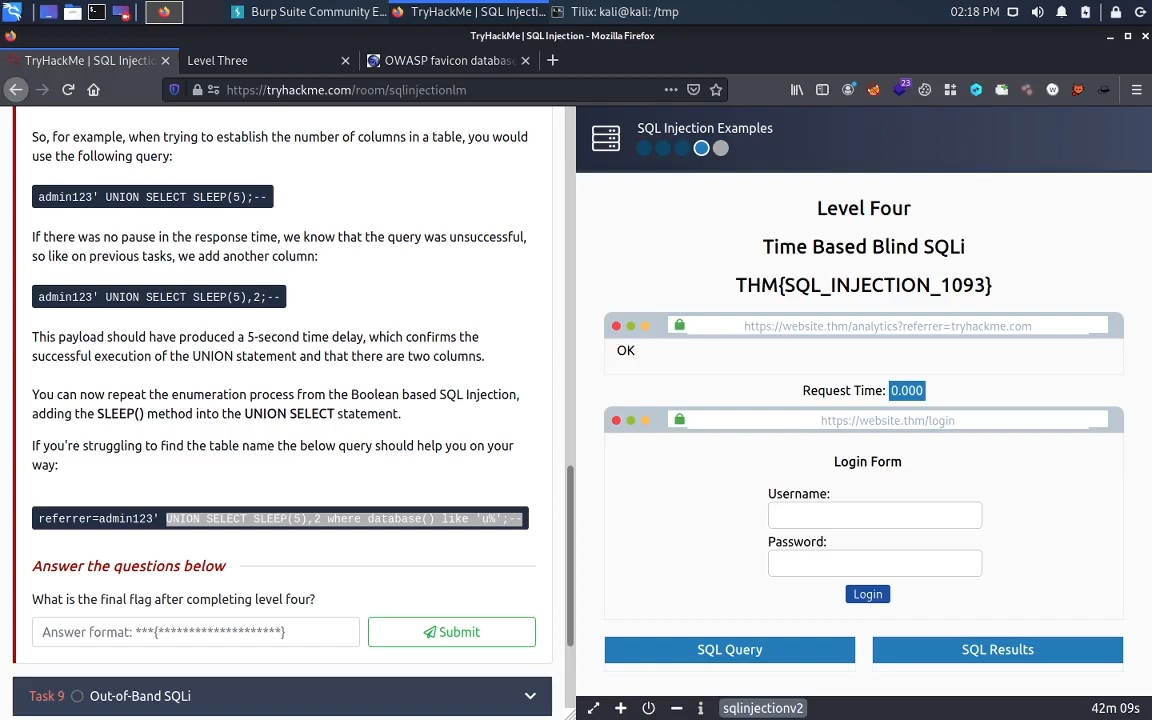 Burp Suite Community E...
TryHackMe | SQL Injecti...
Tilix: kali@kali: /tmp
02:18 PM
TryHackMe | SQL Injection - Mozilla Firefox
TryHackMe | SQL Injectio
Level Three
OWASP favicon databas
https://tryhackme.com/room/sqlinjectionlm
23
So, for example, when trying to establish the number of columns in a table, you would
use the following query:
admin123' UNION SELECT SLEEP(5);--
If there was no pause in the response time, we know that the query was unsuccessful,
so like on previous tasks, we add another column:
admin123' UNION SELECT SLEEP(5),2;--
This payload should have produced a 5-second time delay, which confirms the
successful execution of the UNION statement and that there are two columns.
You can now repeat the enumeration process from the Boolean based SQL Injection,
adding the SLEEP() method into the UNION SELECT statement.
If you're struggling to find the table name the below query should help you on your
way:
referrer=admin123' UNION SELECT SLEEP(5),2 where database() like 'u%';--
Answer the questions below
What is the final flag after completing level four?
Answer format: ***{*********************}
Submit
Task 9
Out-of-Band SQLi
SQL Injection Examples
Level Four
Time Based Blind SQLi
THM{SQL_INJECTION_1093}
https://website.thm/analytics?referrer=tryhackme.com
OK
Request Time: 0.000
https://website.thm/login
Login Form
Username:
Password:
Login
SQL Query
SQL Results
sqlinjectionv2
42m 09s